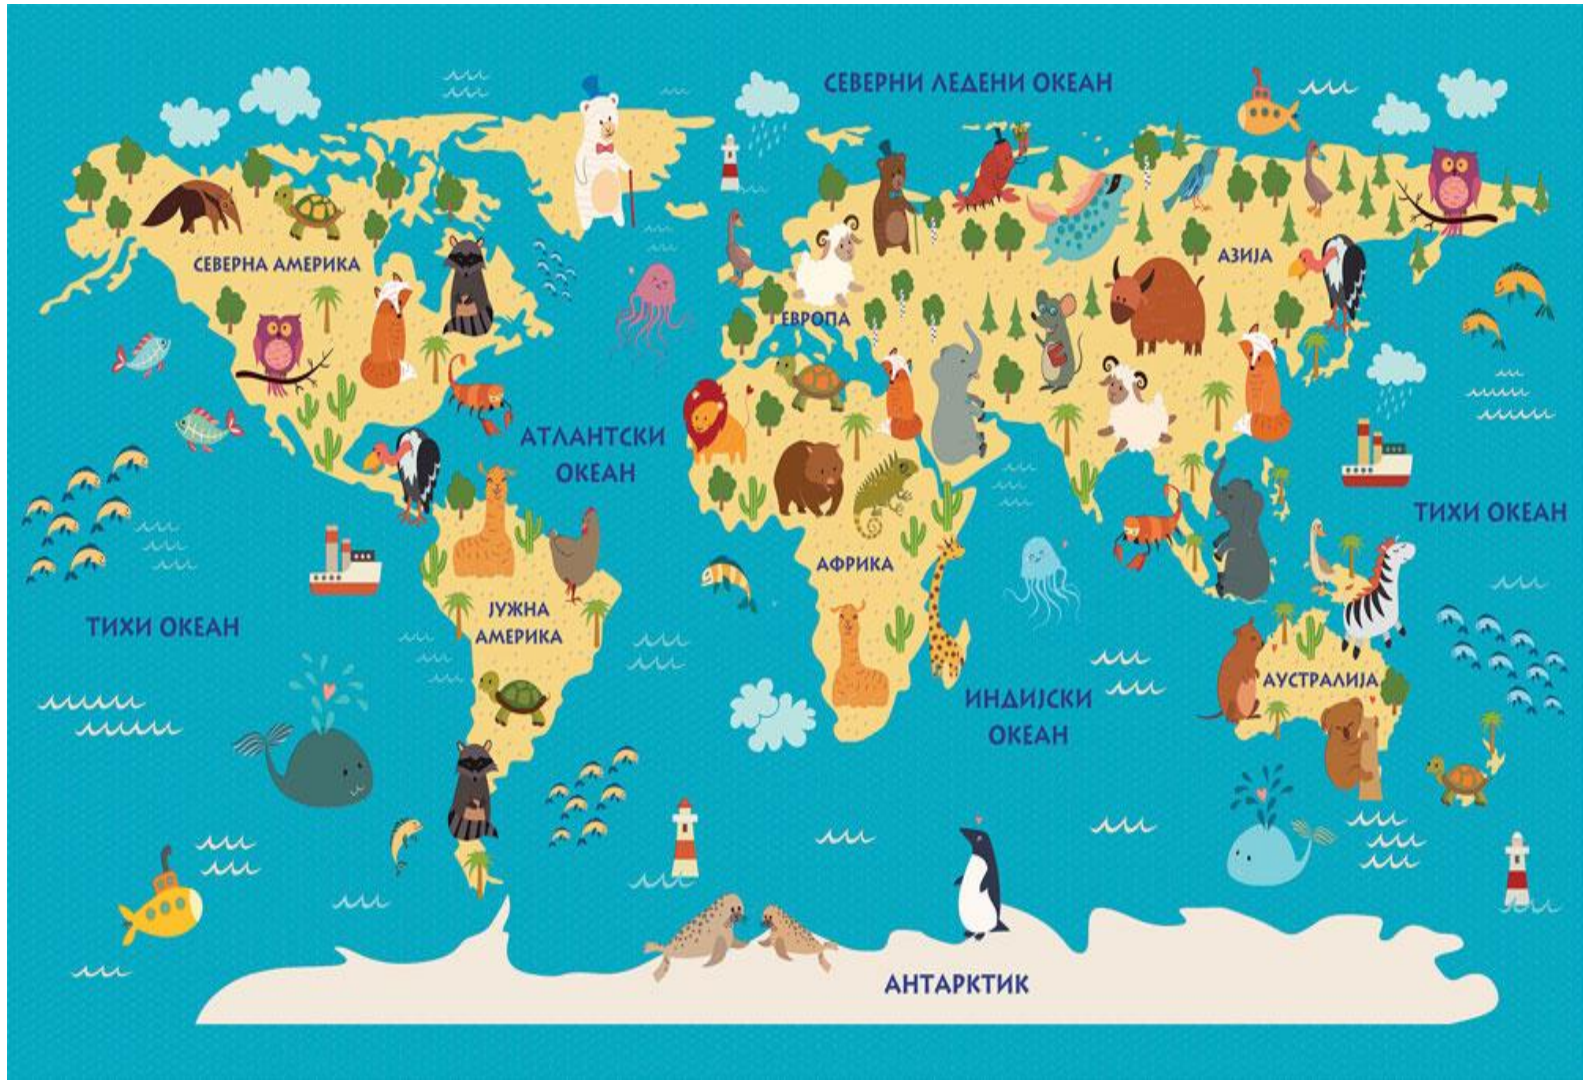 СЕВЕРНИ ЛЕДЕНИ ОКЕАН
СЕВЕРНА АМЕРИКА
АЗИЈА
ЕВРОПА
АТЛАНТСКИ
ОКЕАН
ТИХИ ОКЕАН
АФРИКА
ЈУЖНА
АМЕРИКА
ТИХИ ОКЕАН
АУСТРАЛИЈА
ИНДИЈСКИ
ОКЕАН
АНТАРКТИК